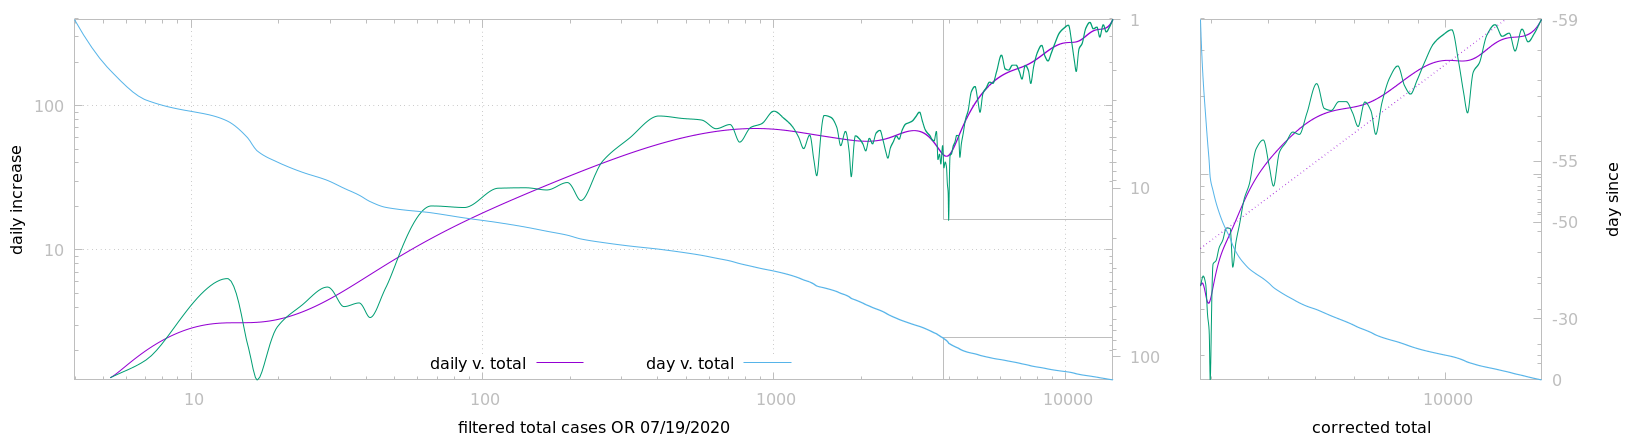 1
-59
100
daily increase
-55
10
-50
day since
10
-30
daily v. total
day v. total
100
0
10
100
1000
10000
10000
filtered total cases OR 07/19/2020
corrected total